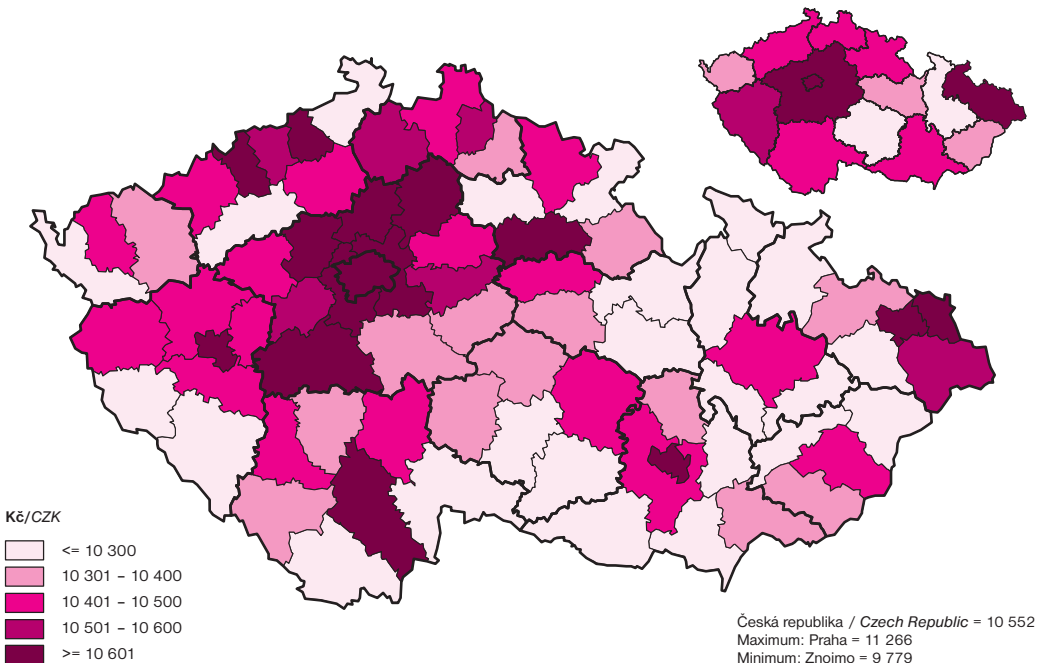 Kč/CZK
<= 10 300
10 301 – 10 400
10 401 – 10 500
10 501 – 10 600
>= 10 601
Česká republika / Czech Republic = 10 552
Maximum: Praha = 11 266
Minimum: Znojmo = 9 779